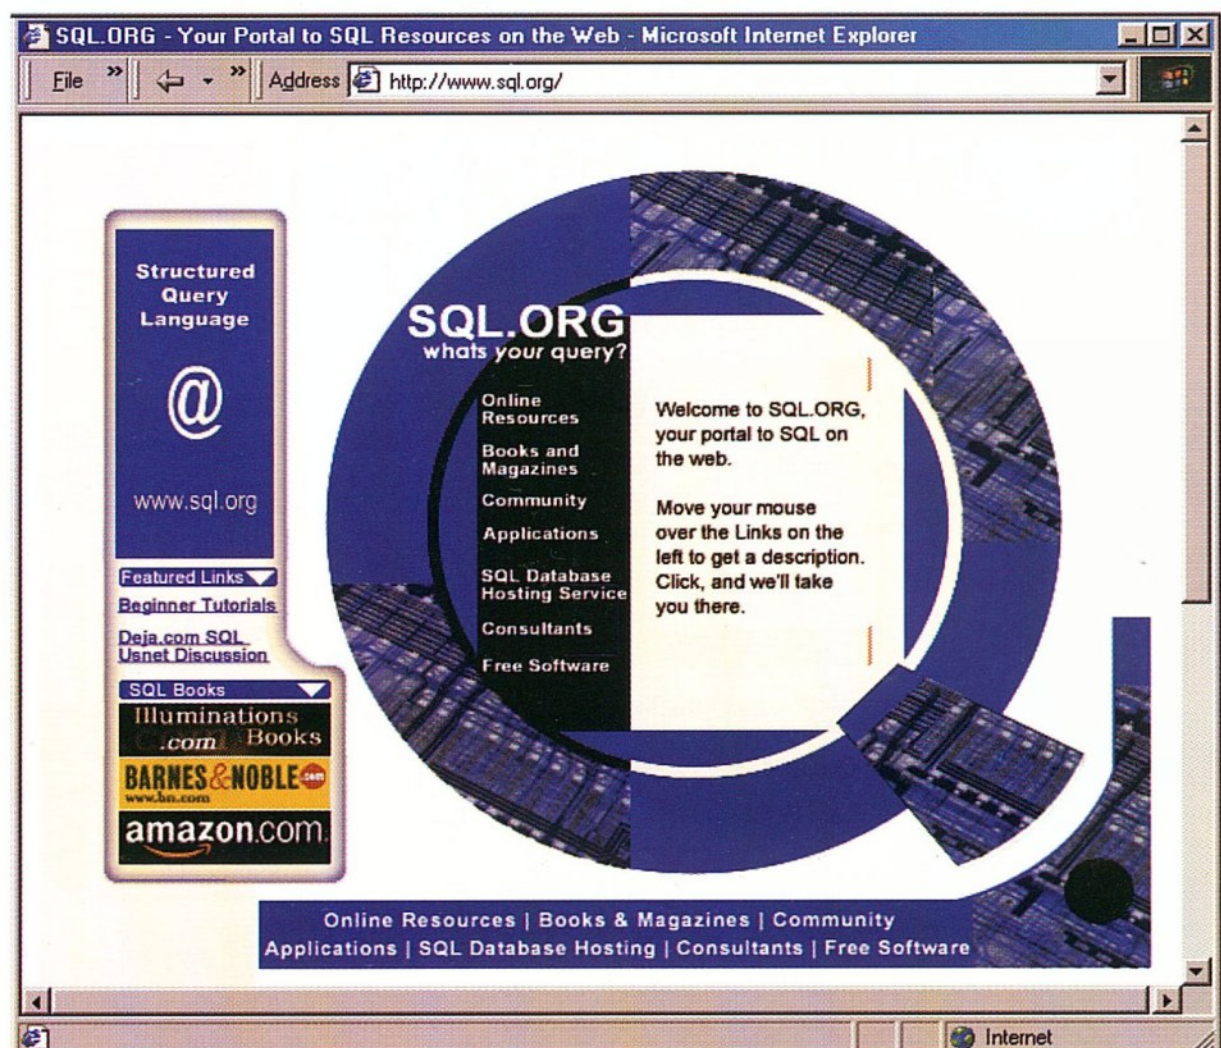 SQL.ORG - Your Portal to SQL Resources on the Web - Microsoft Internet Explorer
File » » Address http://www.sql.org/
Structured
Query
Language
@
www.sql.org
Featured Links
Beginner Tutorials
Deja.com SQL
Usnet Discussion
SQL Books
Illuminations
.com Books
BARNES&NOBLE.com
www.bn.com
amazon.com.
SQL.ORG
whats your query?
Online
Resources
Books and
Magazines
Community
Applications
SQL Database
Hosting Service
Consultants
Free Software
Welcome to SQL.ORG,
your portal to SQL on
the web.
Move your mouse
over the Links on the
left to get a description.
Click, and we'll take
you there.
Online Resources | Books & Magazines | Community
Applications | SQL Database Hosting | Consultants | Free Software
Internet